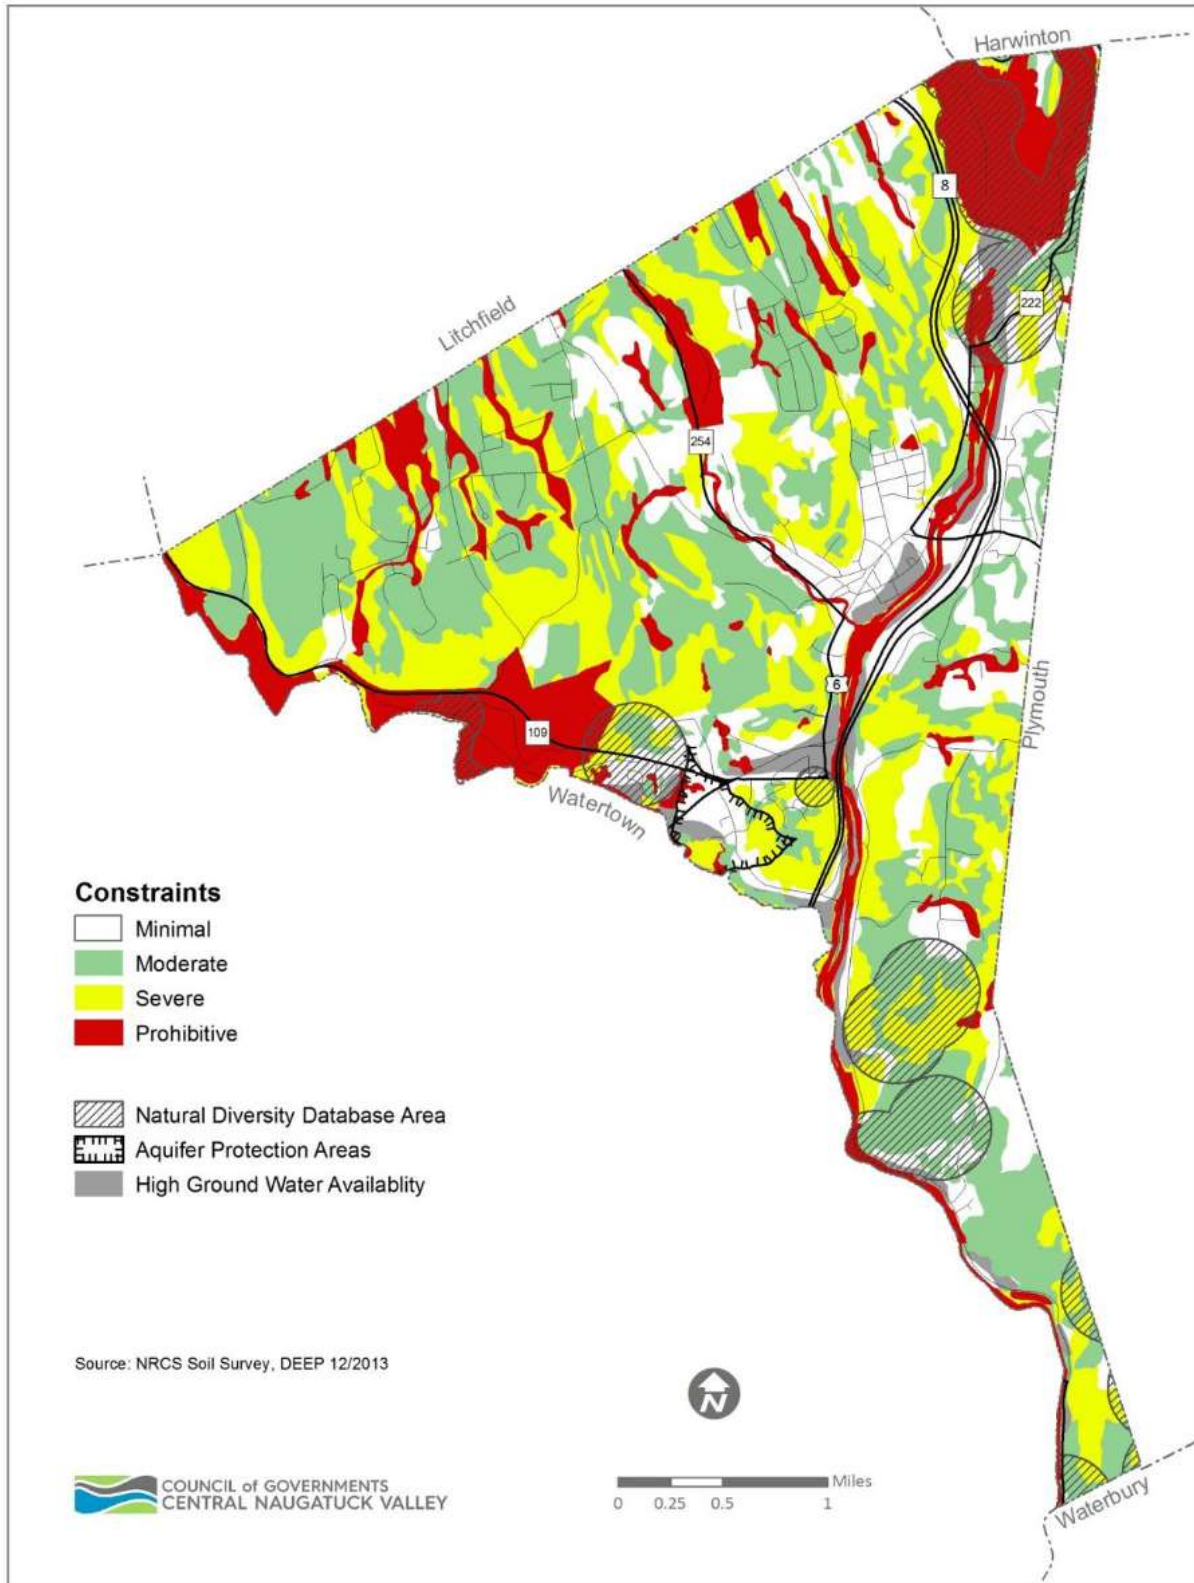 Harwinton
8
Litchfield
222
254
6
Plymouth
109
Watertown
Constraints
Minimal
Moderate
Severe
Prohibitive
Natural Diversity Database Area
Aquifer Protection Areas
High Ground Water Availablity
Source: NRCS Soil Survey, DEEP 12/2013
N
COUNCIL of GOVERNMENTS
CENTRAL NAUGATUCK VALLEY
Miles
0 0.25 0.5 1
Waterbury